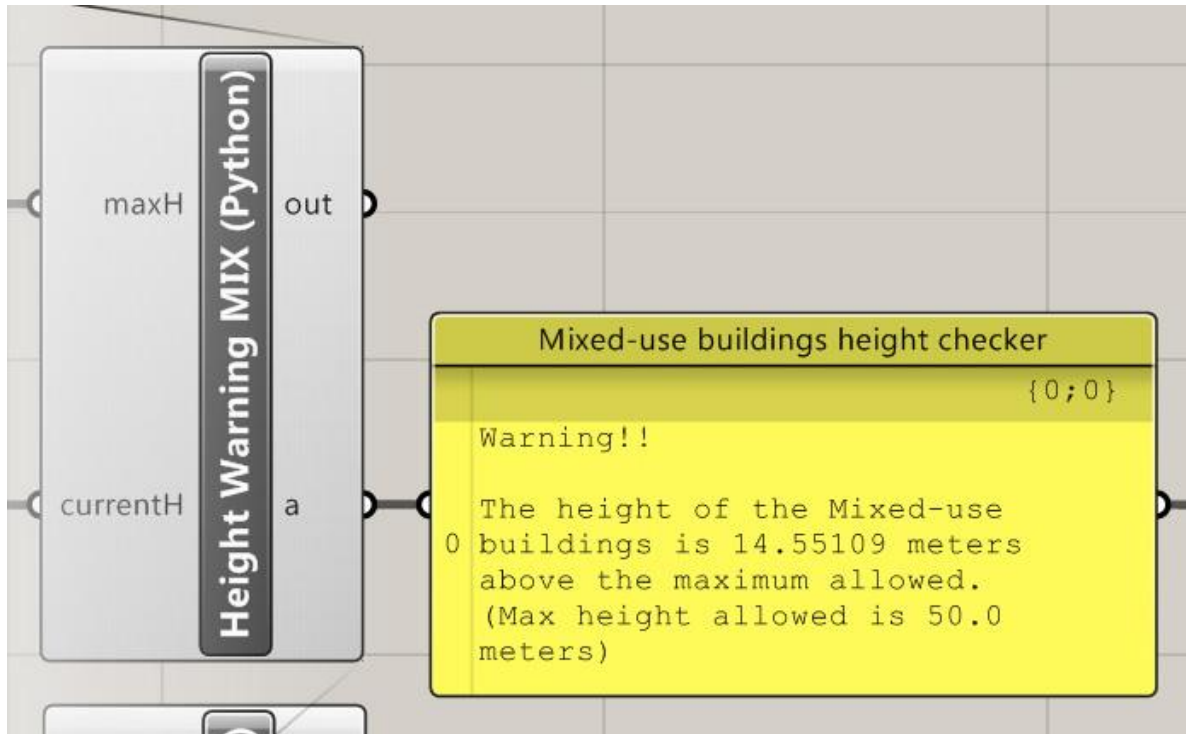 maxH
currentH
Height Warning MIX (Python)
out
a
Mixed-use buildings height checker
{0;0}
Warning!!
The height of the Mixed-use
0 buildings is 14.55109 meters
above the maximum allowed.
(Max height allowed is 50.0
meters)